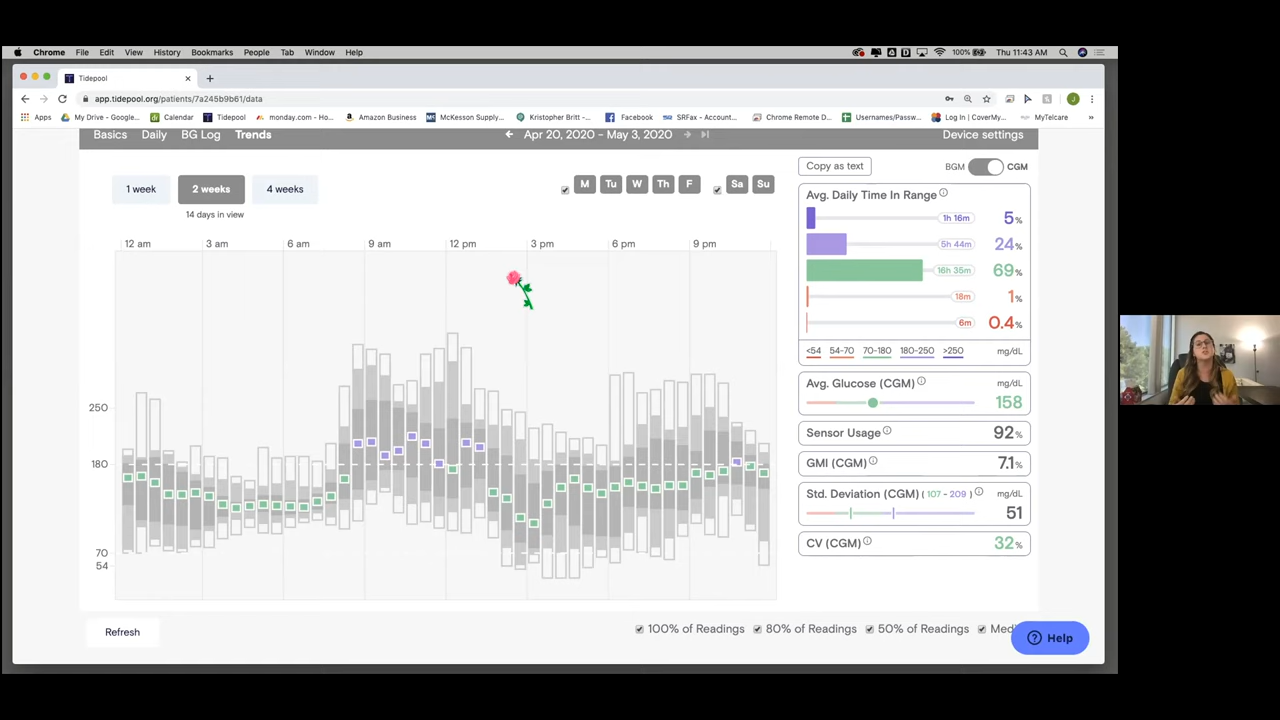 Chrome File Edit View History Bookmarks People Tab Window Help 100% Thu 11:43 AM
Tidepool
app.tidepool.org/patients/7a245b9b61/data
Apps My Drive - Google... Calendar Tidepool monday.com - Ho... Amazon Business McKesson Supply... Kristopher Britt -... Facebook SRFax - Account... Chrome Remote D... Usernames/Passw... Log In | CoverMy... MyTelcare »
Basics Daily BG Log Trends Apr 20, 2020 - May 3, 2020 Device settings
Copy as text BGM CGM
1 week 2 weeks 4 weeks M Tu W Th F Sa Su
14 days in view
12 am 3 am 6 am 9 am 12 pm 3 pm 6 pm 9 pm
250
180
70
54
Avg. Daily Time In Range
1h 16m 5%
5h 44m 24%
16h 35m 69%
18m 1%
6m 0.4%
<54 54-70 70-180 180-250 >250 mg/dL
Avg. Glucose (CGM) mg/dL
158
Sensor Usage 92%
GMI (CGM) 7.1%
Std. Deviation (CGM) (107 - 209) mg/dL
51
CV (CGM) 32%
Refresh
100% of Readings 80% of Readings 50% of Readings
Help